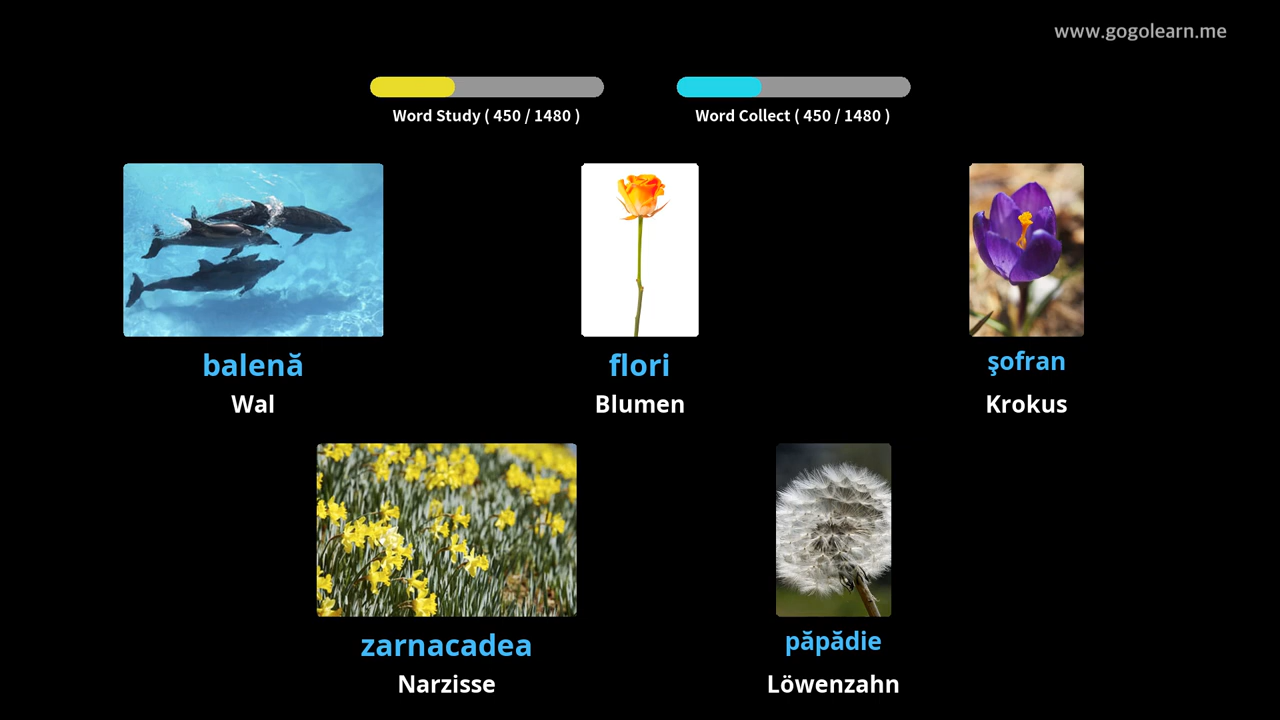 www.gogolearn.me
Word Study ( 450 / 1480 )
Word Collect ( 450 / 1480 )
balenă
Wal
flori
Blumen
şofran
Krokus
zarnacadea
Narzisse
păpădie
Löwenzahn